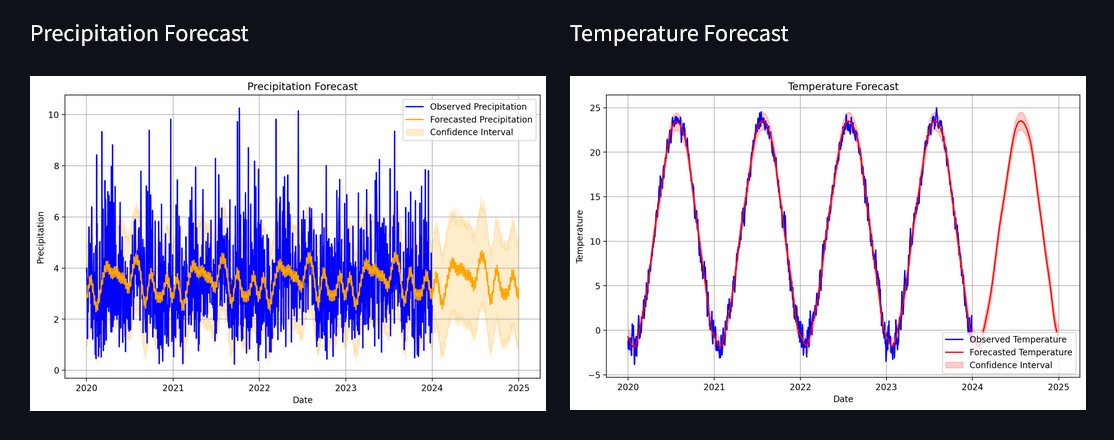 Precipitation Forecast
Temperature Forecast
Precipitation Forecast
Observed Precipitation
Forecasted Precipitation
Confidence Interval
Precipitation
10
8
6
4
2
0
2020 2021 2022 2023 2024 2025
Date
Temperature Forecast
Temperature
25
20
15
10
5
0
−5
Observed Temperature
Forecasted Temperature
Confidence Interval
2020 2021 2022 2023 2024 2025
Date